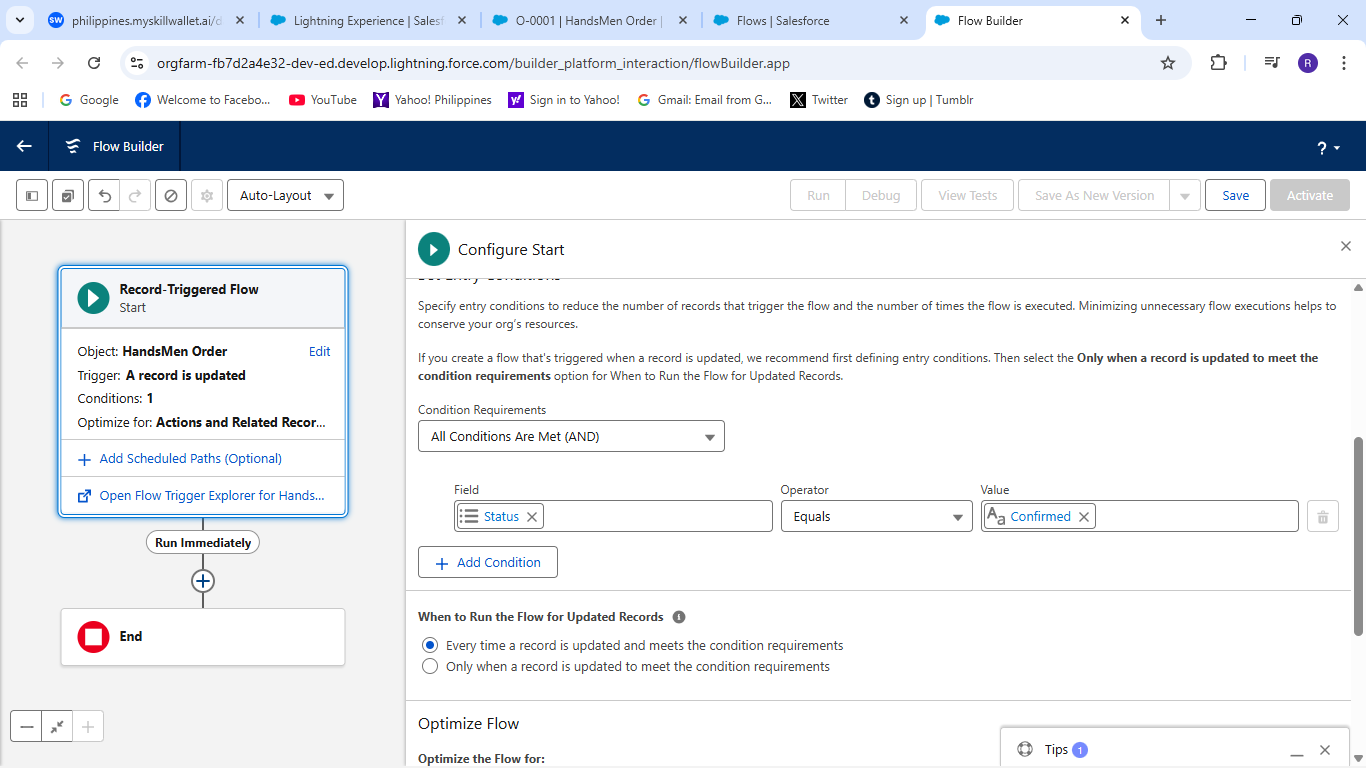 philippines.myskillwallet.ai/d
Lightning Experience | Salesf
O-0001 | HandsMen Order |
Flows | Salesforce
Flow Builder
orgfarm-fb7d2a4e32-dev-ed.develop.lightning.force.com/builder_platform_interaction/flowBuilder.app
R
Google
Welcome to Facebo...
YouTube
Yahoo! Philippines
Sign in to Yahoo!
Gmail: Email from G...
Twitter
Sign up | Tumblr
Flow Builder
?
Auto-Layout
Run
Debug
View Tests
Save As New Version
Save
Activate
Record-Triggered Flow
Start
Object: HandsMen Order
Edit
Trigger: A record is updated
Conditions: 1
Optimize for: Actions and Related Recor...
Add Scheduled Paths (Optional)
Open Flow Trigger Explorer for Hands...
Run Immediately
End
Configure Start
Specify entry conditions to reduce the number of records that trigger the flow and the number of times the flow is executed. Minimizing unnecessary flow executions helps to
conserve your org's resources.
If you create a flow that's triggered when a record is updated, we recommend first defining entry conditions. Then select the Only when a record is updated to meet the
condition requirements option for When to Run the Flow for Updated Records.
Condition Requirements
All Conditions Are Met (AND)
Field
Operator
Value
Status
Equals
Aa Confirmed
Add Condition
When to Run the Flow for Updated Records
Every time a record is updated and meets the condition requirements
Only when a record is updated to meet the condition requirements
Optimize Flow
Optimize the Flow for:
Tips 1